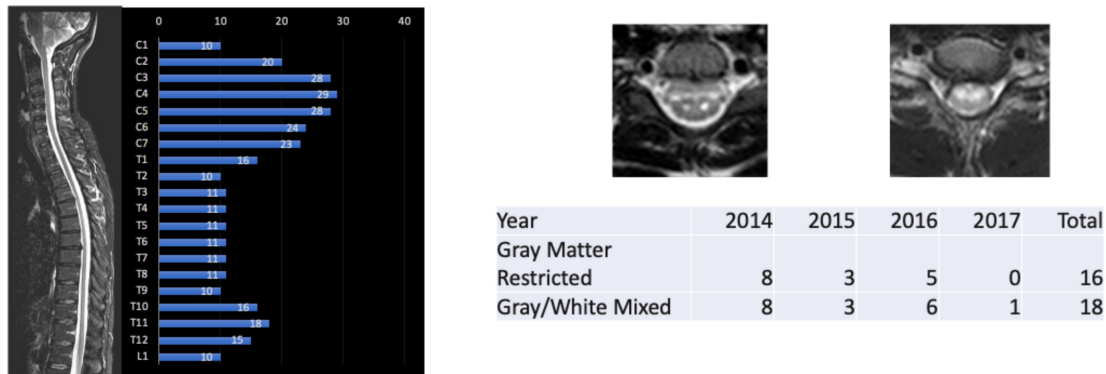 0 10 20 30 40
C1 10
C2 20
C3 28
C4 29
C5 28
C6 24
C7 23
T1 16
T2 10
T3 11
T4 11
T5 11
T6 11
T7 11
T8 11
T9 10
T10 16
T11 18
T12 15
L1 10
Year 2014 2015 2016 2017 Total
Gray Matter
Restricted 8 3 5 0 16
Gray/White Mixed 8 3 6 1 18